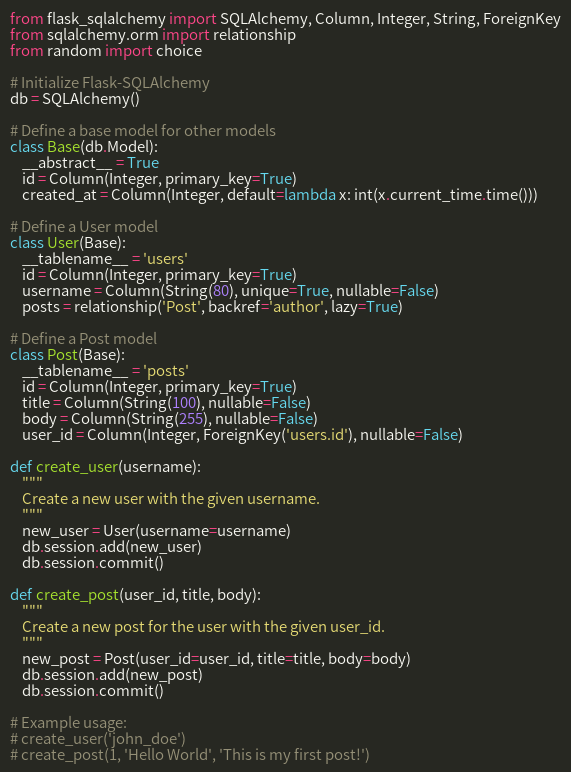 from flask_sqlalchemy import SQLAlchemy, Column, Integer, String, ForeignKey
from sqlalchemy.orm import relationship
from random import choice

# Initialize Flask-SQLAlchemy
db = SQLAlchemy()

# Define a base model for other models
class Base(db.Model):
    __abstract__ = True
    id = Column(Integer, primary_key=True)
    created_at = Column(Integer, default=lambda x: int(x.current_time.time()))

# Define a User model
class User(Base):
    __tablename__ = 'users'
    id = Column(Integer, primary_key=True)
    username = Column(String(80), unique=True, nullable=False)
    posts = relationship('Post', backref='author', lazy=True)

# Define a Post model
class Post(Base):
    __tablename__ = 'posts'
    id = Column(Integer, primary_key=True)
    title = Column(String(100), nullable=False)
    body = Column(String(255), nullable=False)
    user_id = Column(Integer, ForeignKey('users.id'), nullable=False)

def create_user(username):
    """
    Create a new user with the given username.
    """
    new_user = User(username=username)
    db.session.add(new_user)
    db.session.commit()

def create_post(user_id, title, body):
    """
    Create a new post for the user with the given user_id.
    """
    new_post = Post(user_id=user_id, title=title, body=body)
    db.session.add(new_post)
    db.session.commit()

# Example usage:
# create_user('john_doe')
# create_post(1, 'Hello World', 'This is my first post!')